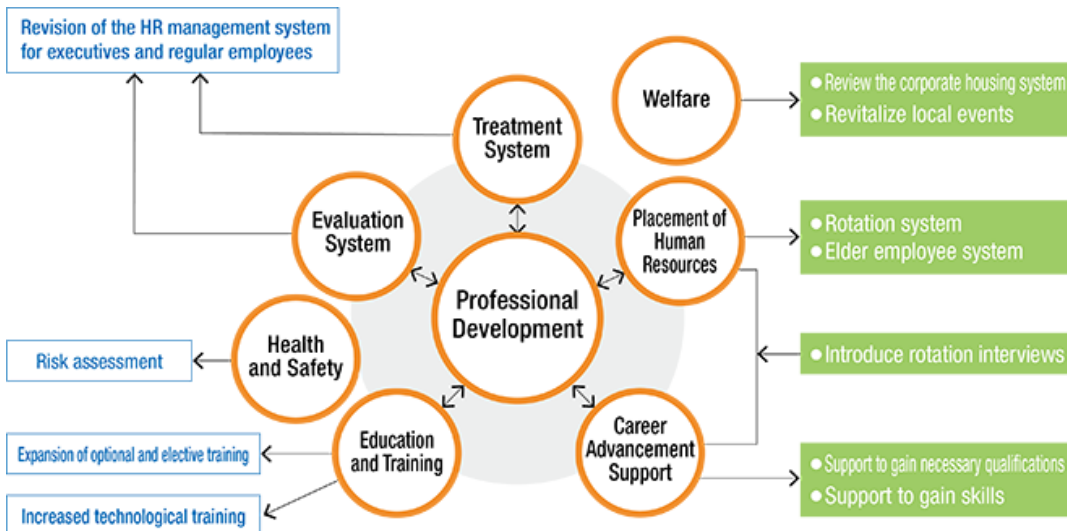 Revision of the HR management system
for executives and regular employees
Treatment
System
Welfare
● Review the corporate housing system
● Revitalize local events
Evaluation
System
Placement of
Human
Resources
● Rotation system
● Elder employee system
Professional
Development
Health
and Safety
Risk assessment
● Introduce rotation interviews
Education
and Training
Career
Advancement
Support
Expansion of optional and elective training
Increased technological training
● Support to gain necessary qualifications
● Support to gain skills